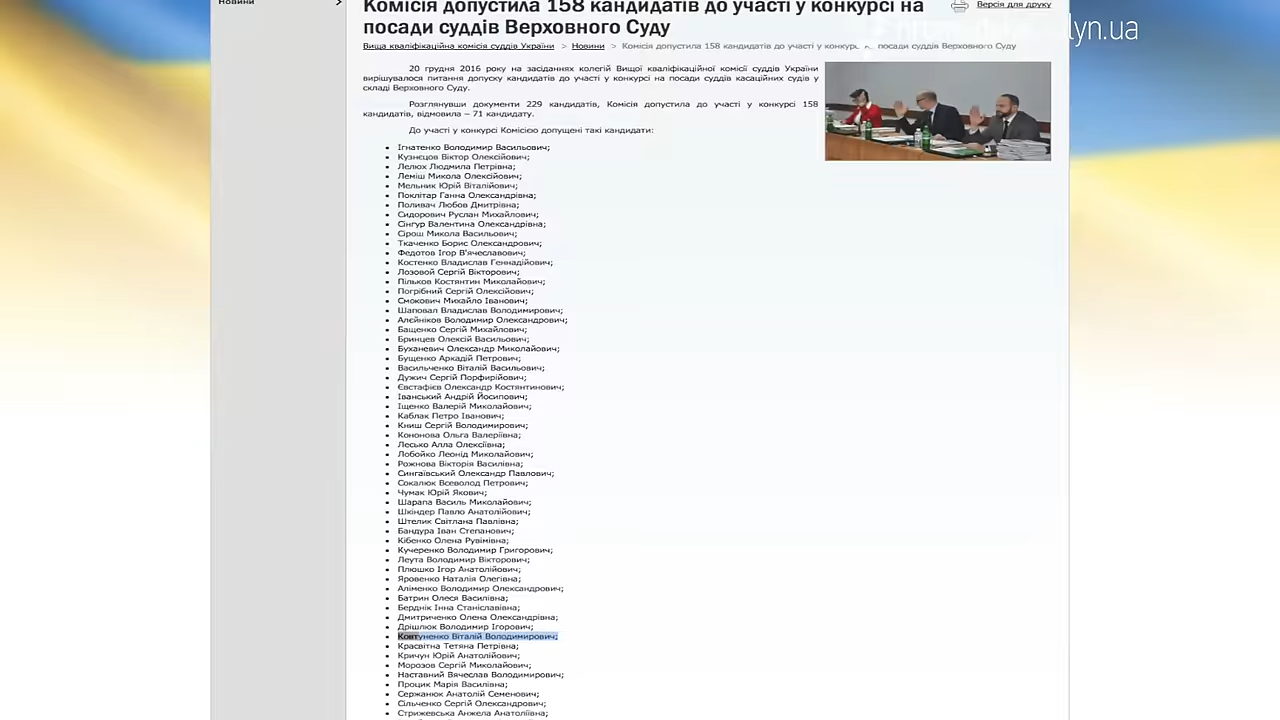 Новини
Комісія допустила 158 кандидатів до участі у конкурсі на
посади суддів Верховного Суду
Версія для друку
lyn.ua
Вища кваліфікаційна комісія суддів України > Новини > Комісія допустила 158 кандидатів до участі у конкурс посади суддів Верховного Суду
20 грудня 2016 року на засіданнях колегій Вищої кваліфікаційної комісії суддів України
вирішувалося питання допуску кандидатів до участі у конкурсі на посади суддів касаційних судів у
складі Верховного Суду.
Розглянувши документи 229 кандидатів, Комісія допустила до участі у конкурсі 158
кандидатів, відмовила – 71 кандидату.
До участі у конкурсі Комісією допущені такі кандидати:
Ігнатенко Володимир Васильович;
Кузнєцов Віктор Олексійович;
Лелюх Людмила Петрівна;
Леміш Микола Олексійович;
Мельник Юрій Віталійович;
Поклітар Ганна Олександрівна;
Поливач Любов Дмитрівна;
Сидорович Руслан Михайлович;
Сінгур Валентина Олександрівна;
Сірош Микола Васильович;
Ткаченко Борис Олександрович;
Федотов Ігор В'ячеславович;
Костенко Владислав Геннадійович;
Лозовой Сергій Вікторович;
Пільков Костянтин Миколайович;
Погрібний Сергій Олексійович;
Смокович Михайло Іванович;
Шаповал Владислав Володимирович;
Алєйніков Володимир Олександрович;
Бащенко Сергій Михайлович;
Бринцев Олексій Васильович;
Буханевич Олександр Миколайович;
Бущенко Аркадій Петрович;
Васильченко Віталій Васильович;
Дужич Сергій Порфирійович;
Євстафієв Олександр Костянтинович;
Іванський Андрій Йосипович;
Іщенко Валерій Миколайович;
Каблак Петро Іванович;
Книш Сергій Володимирович;
Кононова Ольга Валеріївна;
Лесько Алла Олексіївна;
Лобойко Леонід Миколайович;
Рожнова Вікторія Василівна;
Сингаївський Олександр Павлович;
Сокалюк Всеволод Петрович;
Чумак Юрій Якович;
Шарапа Василь Миколайович;
Шкіндер Павло Анатолійович;
Штелик Світлана Павлівна;
Бандура Іван Степанович;
Кібенко Олена Рувімівна;
Кучеренко Володимир Григорович;
Леута Володимир Вікторович;
Плюшко Ігор Анатолійович;
Яровенко Наталія Олегівна;
Аліменко Володимир Олександрович;
Батрин Олеся Василівна;
Берднік Інна Станіславівна;
Дмитриченко Олена Олександрівна;
Дрішлюк Володимир Ігорович;
Ковтуненко Віталій Володимирович;
Красвітна Тетяна Петрівна;
Кричун Юрій Анатолійович;
Морозов Сергій Миколайович;
Наставний Вячеслав Володимирович;
Процик Марія Василівна;
Сержанюк Анатолій Семенович;
Сільченко Сергій Олександрович;
Стрижевська Анжела Анатоліївна;